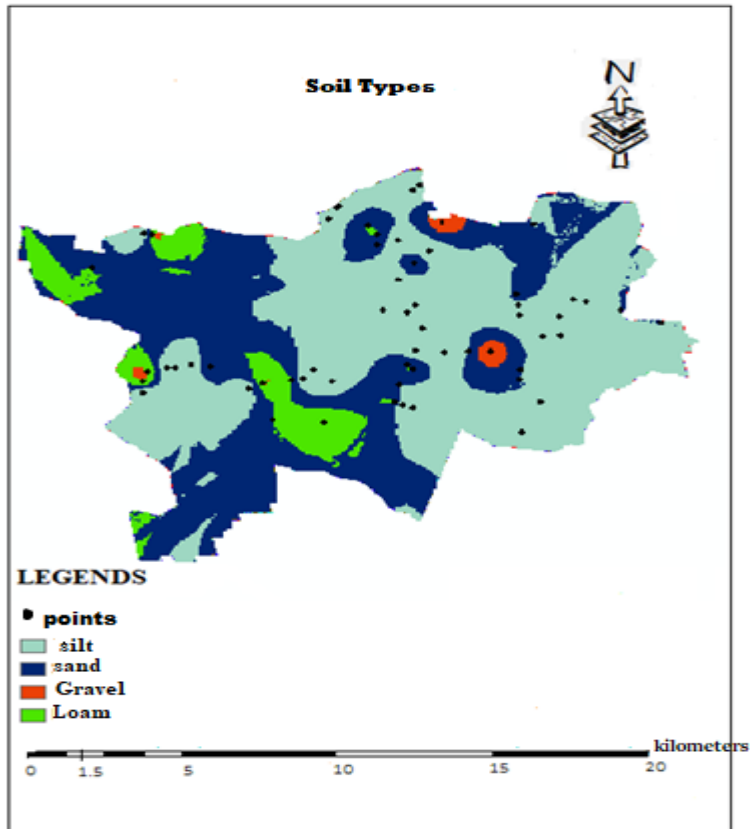 Soil Types
N
LEGENDS
points
silt
sand
Gravel
Loam
kilometers
0 1.5 5 10 15 20